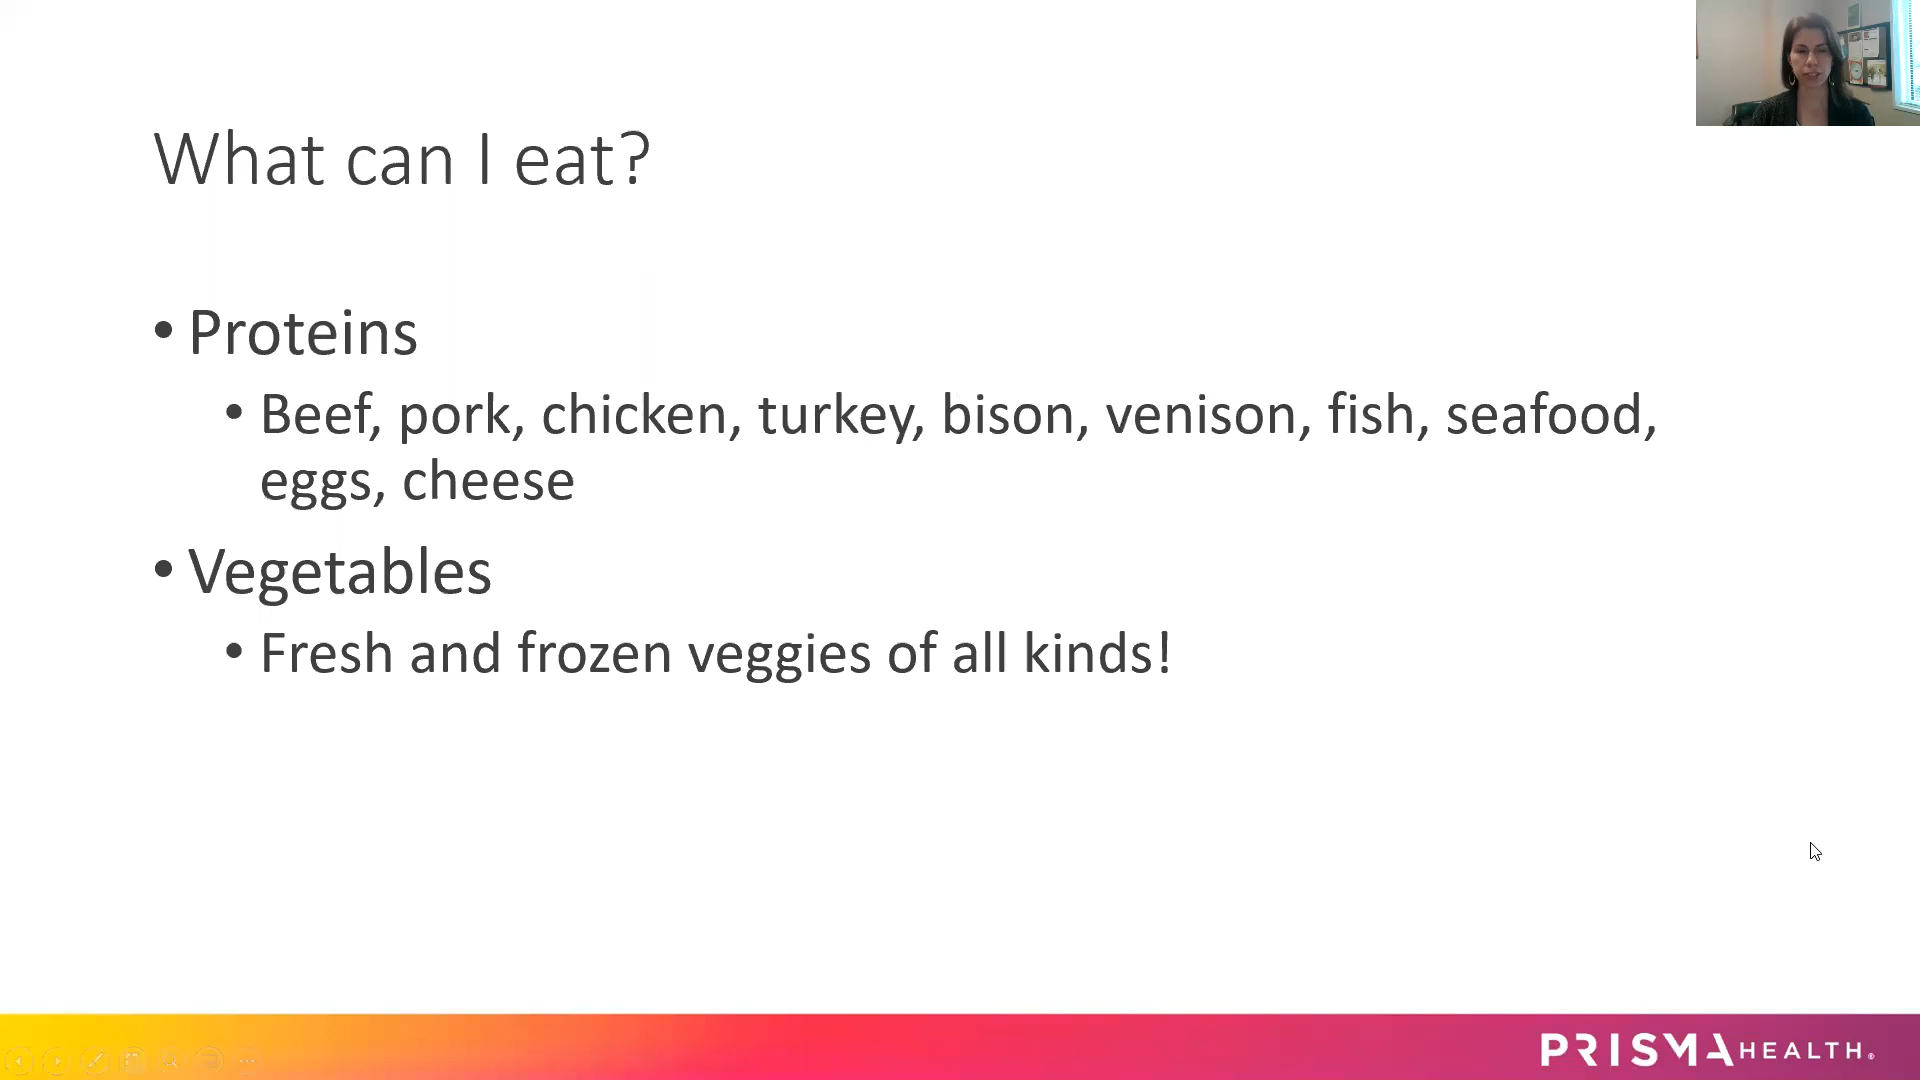 What can I eat?
• Proteins
• Beef, pork, chicken, turkey, bison, venison, fish, seafood,
eggs, cheese
• Vegetables
• Fresh and frozen veggies of all kinds!
PRISMA HEALTH®